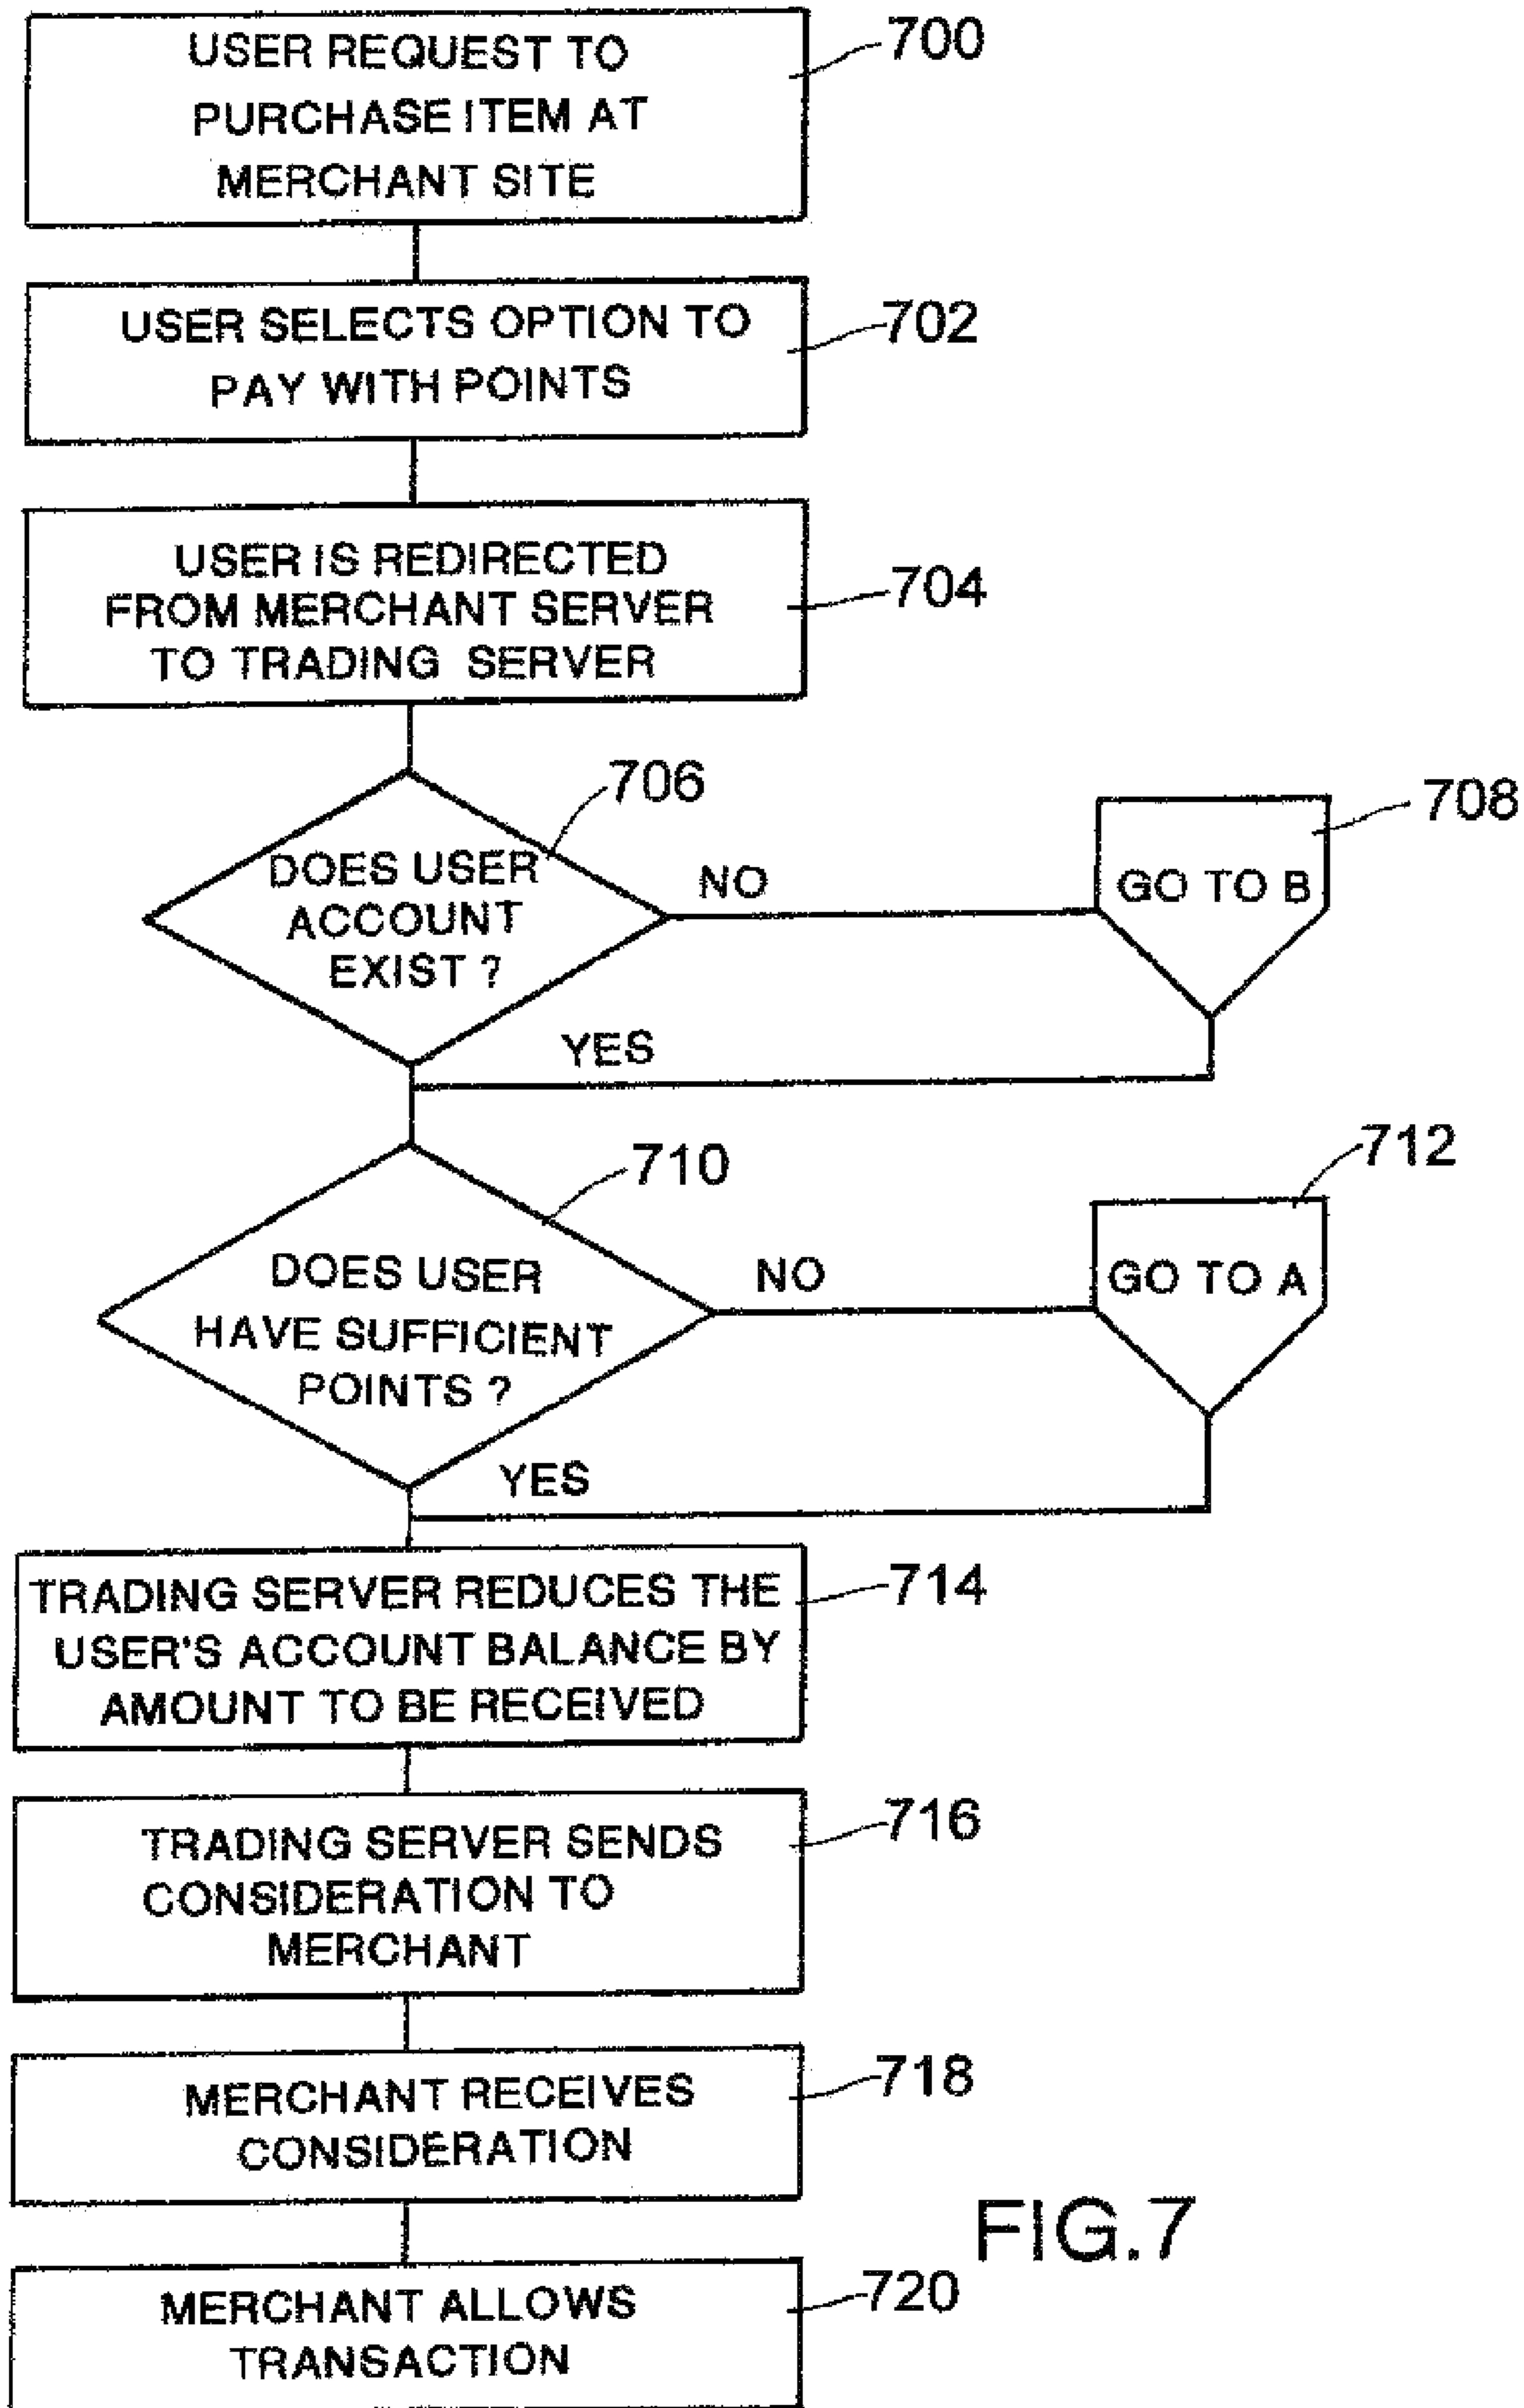 USER REQUEST TO
PURCHASE ITEM AT
MERCHANT SITE
700
USER SELECTS OPTION TO
PAY WITH POINTS
702
USER IS REDIRECTED
FROM MERCHANT SERVER
TO TRADING SERVER
704
706
DOES USER
ACCOUNT
EXIST ?
NO
708
GO TO B
YES
710
DOES USER
HAVE SUFFICIENT
POINTS ?
NO
712
GO TO A
YES
TRADING SERVER REDUCES THE
USER'S ACCOUNT BALANCE BY
AMOUNT TO BE RECEIVED
714
TRADING SERVER SENDS
CONSIDERATION TO
MERCHANT
716
MERCHANT RECEIVES
CONSIDERATION
718
MERCHANT ALLOWS
TRANSACTION
720
FIG.7